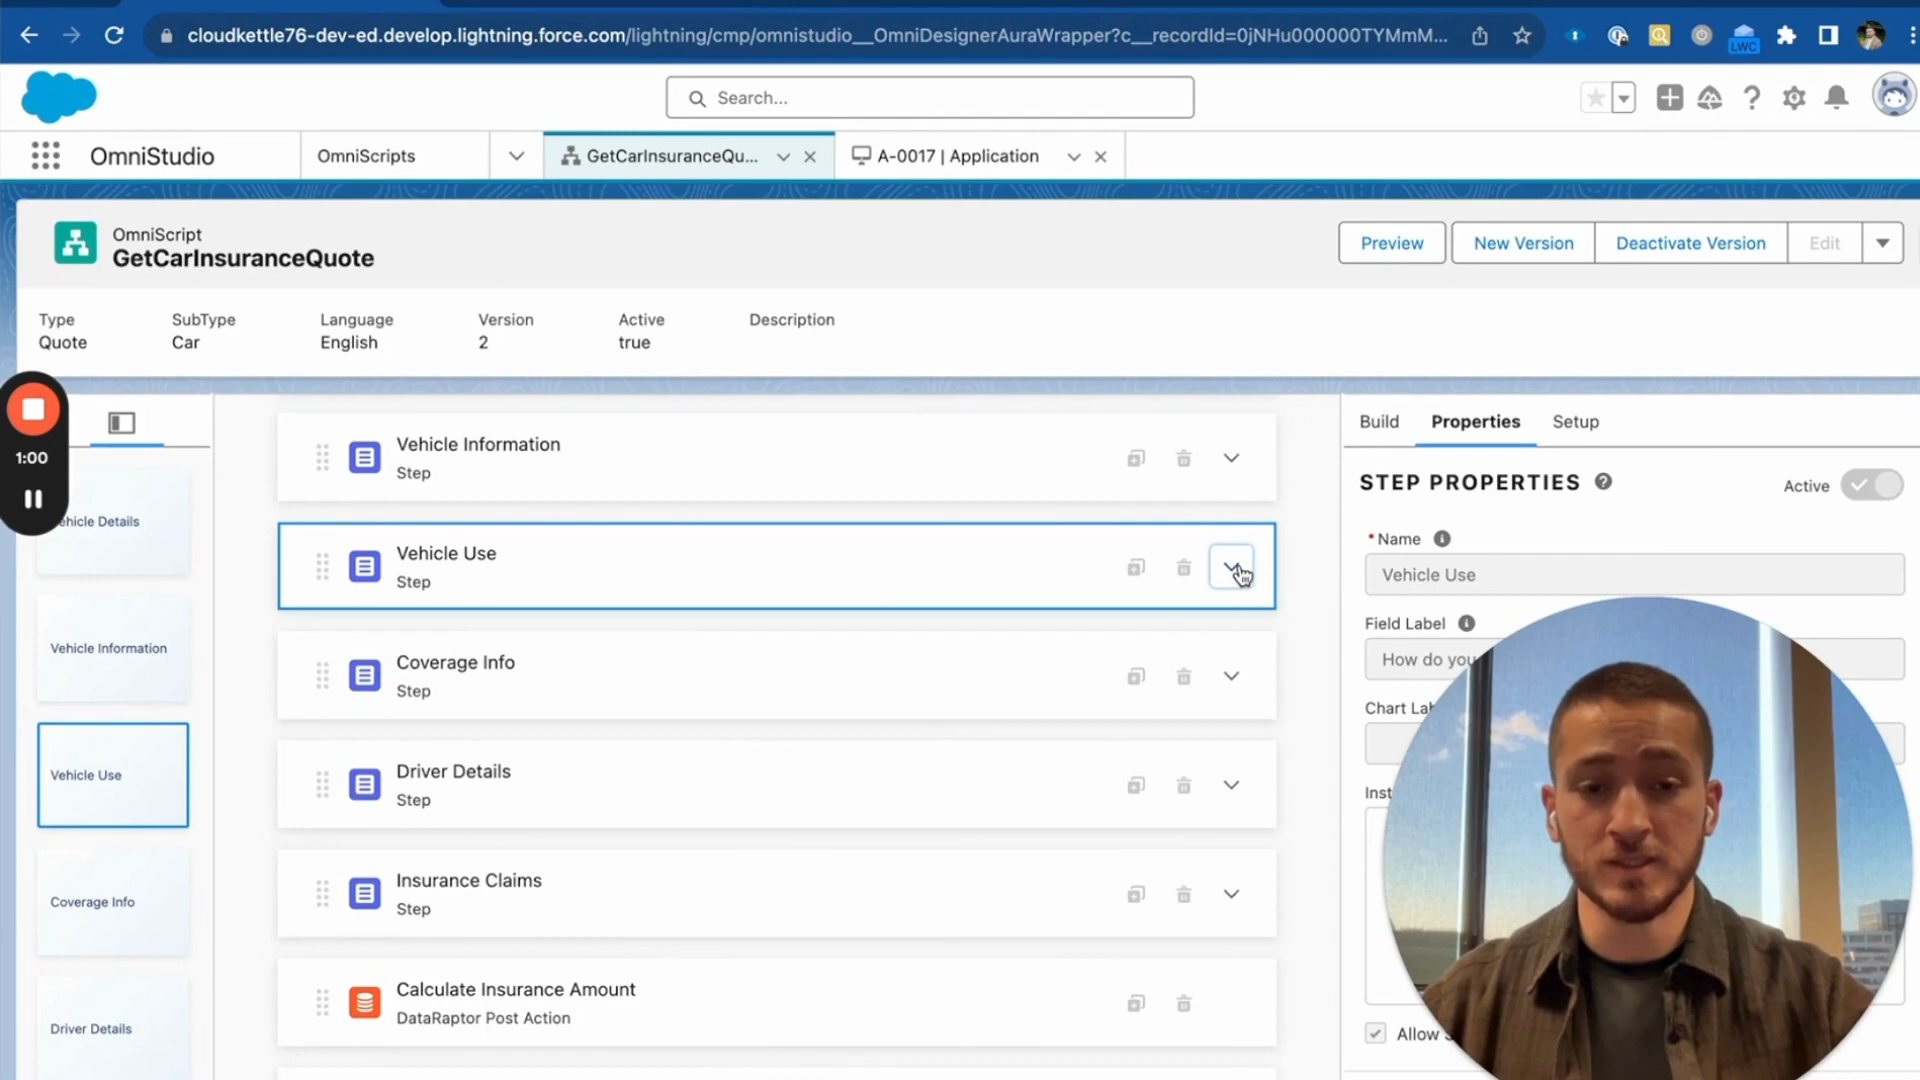 cloudkettle76-dev-ed.develop.lightning.force.com/lightning/cmp/omnistudio__OmniDesignerAuraWrapper?c__recordId=0jNHu000000TYMmM...
LWC
Search...
OmniStudio
OmniScripts
GetCarInsuranceQu...
A-0017 | Application
OmniScript
GetCarInsuranceQuote
Preview
New Version
Deactivate Version
Edit
Type
SubType
Language
Version
Active
Description
Quote
Car
English
2
true
1:00
Vehicle Information
Step
Vehicle Use
Step
Coverage Info
Step
Driver Details
Step
Insurance Claims
Step
Calculate Insurance Amount
DataRaptor Post Action
ehicle Details
Vehicle Information
Vehicle Use
Coverage Info
Driver Details
Build
Properties
Setup
STEP PROPERTIES
Active
* Name
Vehicle Use
Field Label
How do you
Chart Lab
Inst
Allow S